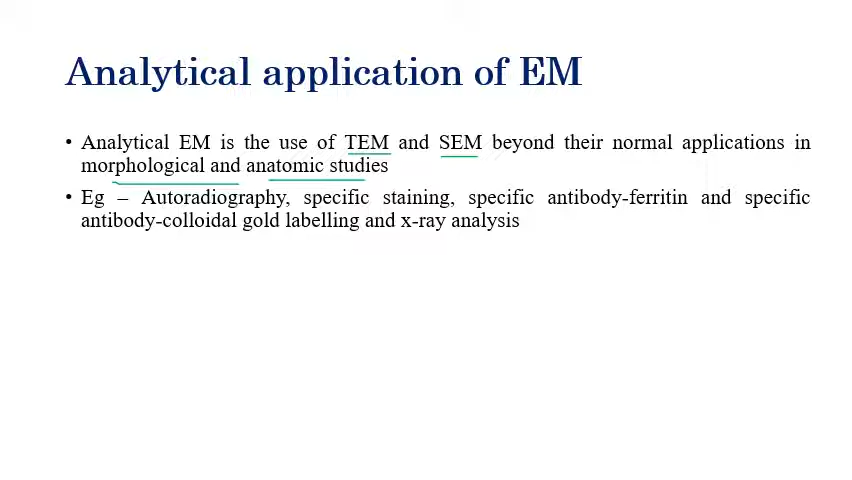 Analytical application of EM
• Analytical EM is the use of TEM and SEM beyond their normal applications in
morphological and anatomic studies
• Eg – Autoradiography, specific staining, specific antibody-ferritin and specific
antibody-colloidal gold labelling and x-ray analysis